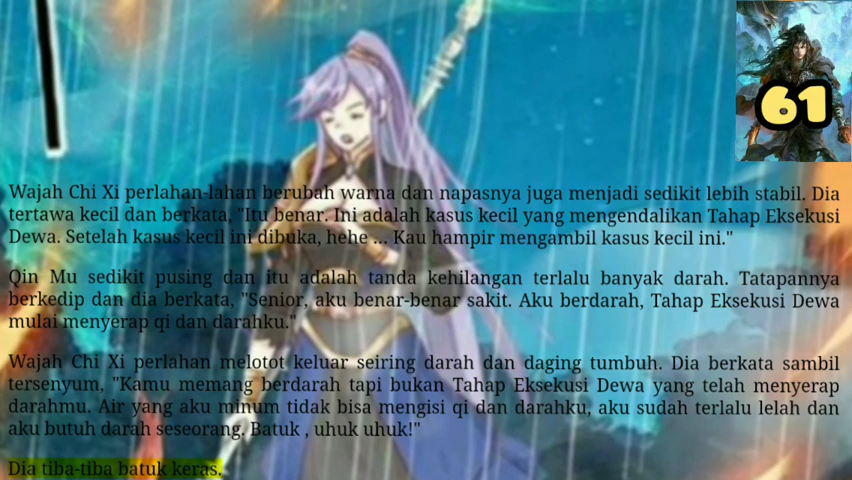 61
Wajah Chi Xi perlahan-lahan berubah warna dan napasnya juga menjadi sedikit lebih stabil. Dia
tertawa kecil dan berkata, "Itu benar. Ini adalah kasus kecil yang mengendalikan Tahap Eksekusi
Dewa. Setelah kasus kecil ini dibuka, hehe ... Kau hampir mengambil kasus kecil ini."
Qin Mu sedikit pusing dan itu adalah tanda kehilangan terlalu banyak darah. Tatapannya
berkedip dan dia berkata, "Senior, aku benar-benar sakit. Aku berdarah, Tahap Eksekusi Dewa
mulai menyerap qi dan darahku."
Wajah Chi Xi perlahan melotot keluar seiring darah dan daging tumbuh. Dia berkata sambil
tersenyum, "Kamu memang berdarah tapi bukan Tahap Eksekusi Dewa yang telah menyerap
darahmu. Air yang aku minum tidak bisa mengisi qi dan darahku, aku sudah terlalu lelah dan
aku butuh darah seseorang. Batuk , uhuk uhuk!"
Dia tiba-tiba batuk keras.